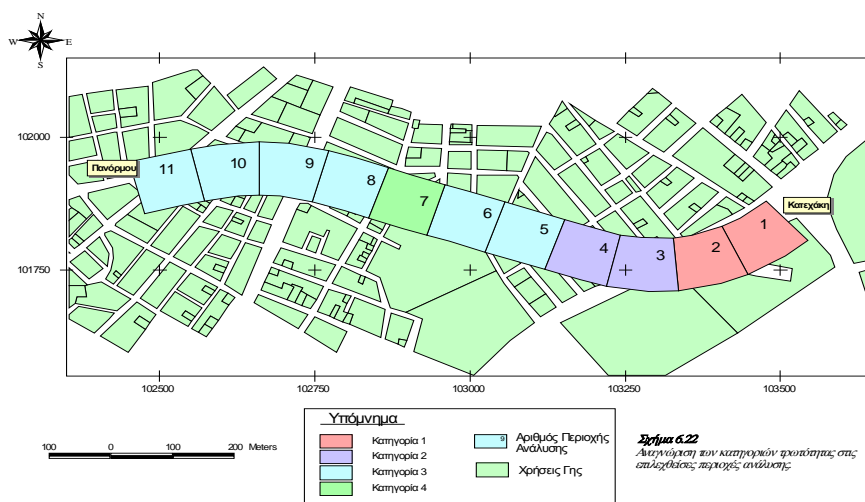 N
W E
S
102000
101750
Πανόρμου
Κατεχάκη
11
10
9
8
7
6
5
4
3
2
1
102500
102750
103000
103250
103500
100 0 100 200 Meters
Υπόμνημα
Κατηγορία 1
Κατηγορία 2
Κατηγορία 3
Κατηγορία 4
9 Αριθμός Περιοχής
Ανάλυσης
Χρήσεις Γης
Σχήμα 6.22
Αναγνώριση των κατηγοριών τρωτότητας στις
επιλεχθείσες περιοχές ανάλυσης.